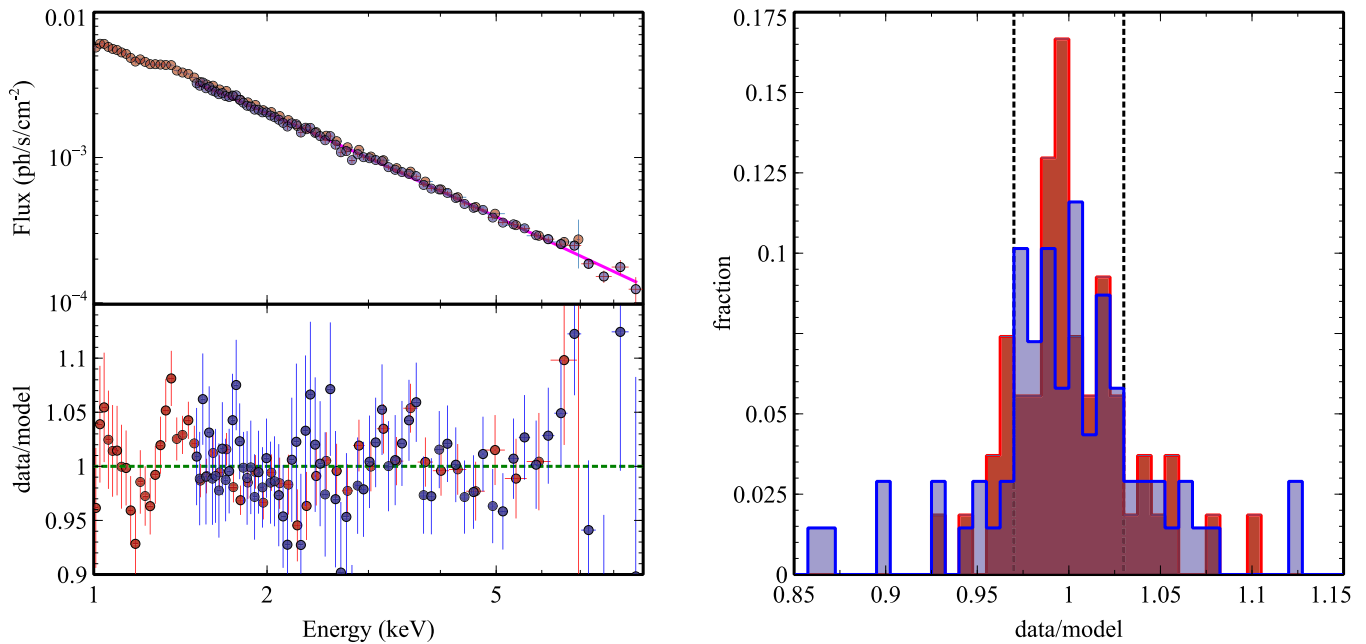 0.01
10⁻³
10⁻⁴
Flux (ph/s/cm⁻²)
1.1
1.05
1
0.95
0.9
data/model
1 2 5
Energy (keV)
0.175
0.15
0.125
0.1
0.075
0.05
0.025
0
fraction
0.85 0.9 0.95 1 1.05 1.1 1.15
data/model